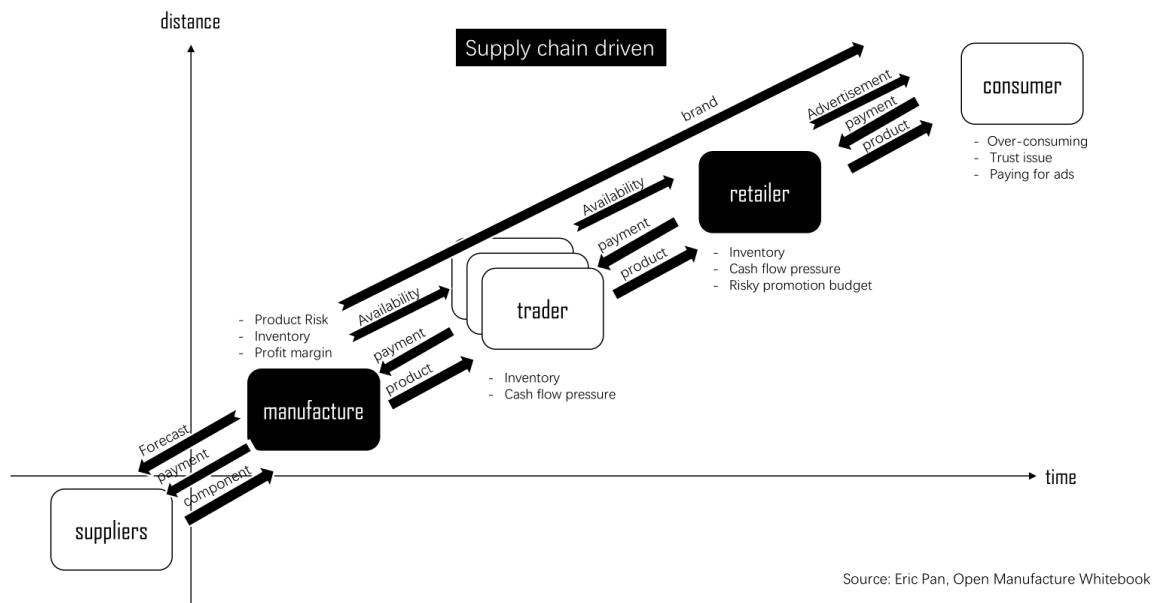 distance
Supply chain driven
consumer
- Over-consuming
- Trust issue
- Paying for ads
Advertisement
payment
product
brand
retailer
- Inventory
- Cash flow pressure
- Risky promotion budget
Availability
payment
product
trader
- Inventory
- Cash flow pressure
Availability
payment
product
- Product Risk
- Inventory
- Profit margin
manufacture
Forecast
payment
component
suppliers
time
Source: Eric Pan, Open Manufacture Whitebook